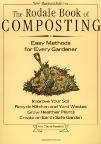 The Rodale Book of
COMPOSTING
Easy Methods
for Every Gardener
Improve Your Soil
Recycle Kitchen and Yard Wastes
Grow Healthier Plants
Create an Earth-Safe Garden